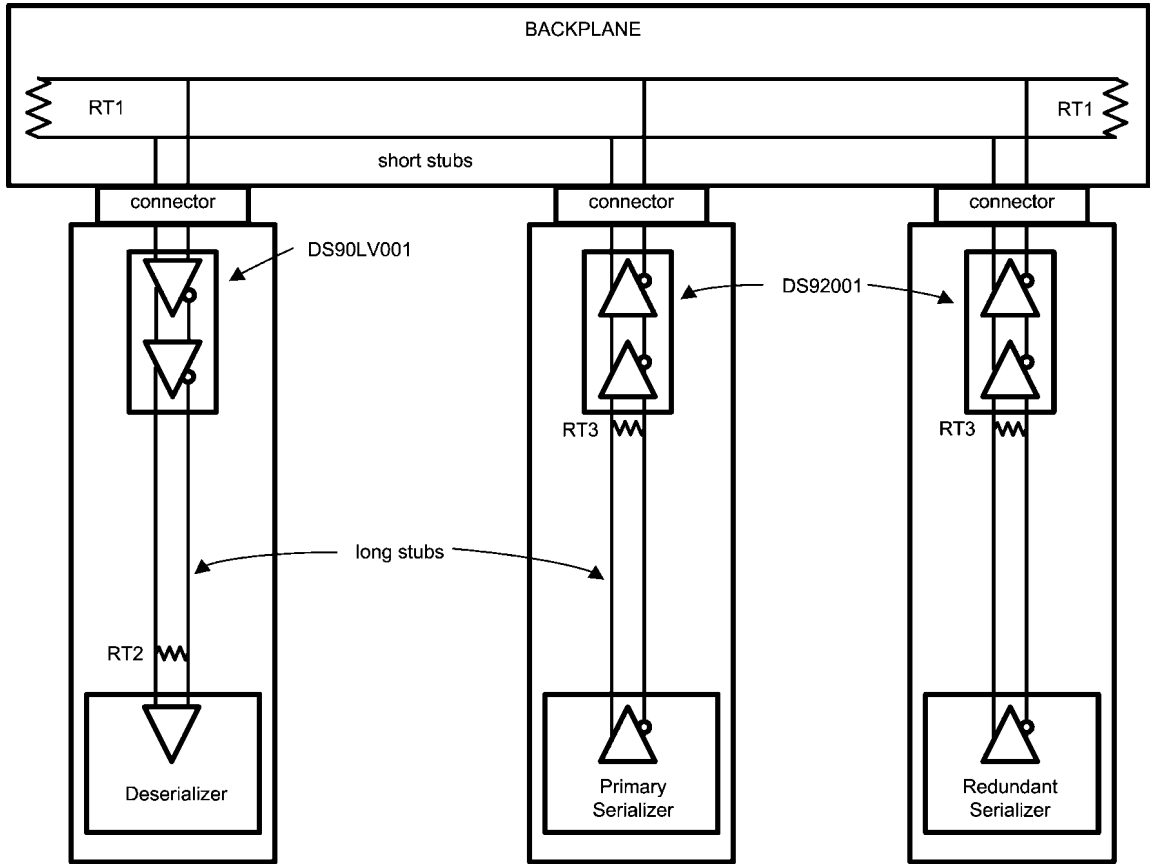 BACKPLANE
RT1
RT1
short stubs
connector
connector
connector
DS90LV001
DS92001
RT3
RT3
long stubs
RT2
Deserializer
Primary
Serializer
Redundant
Serializer